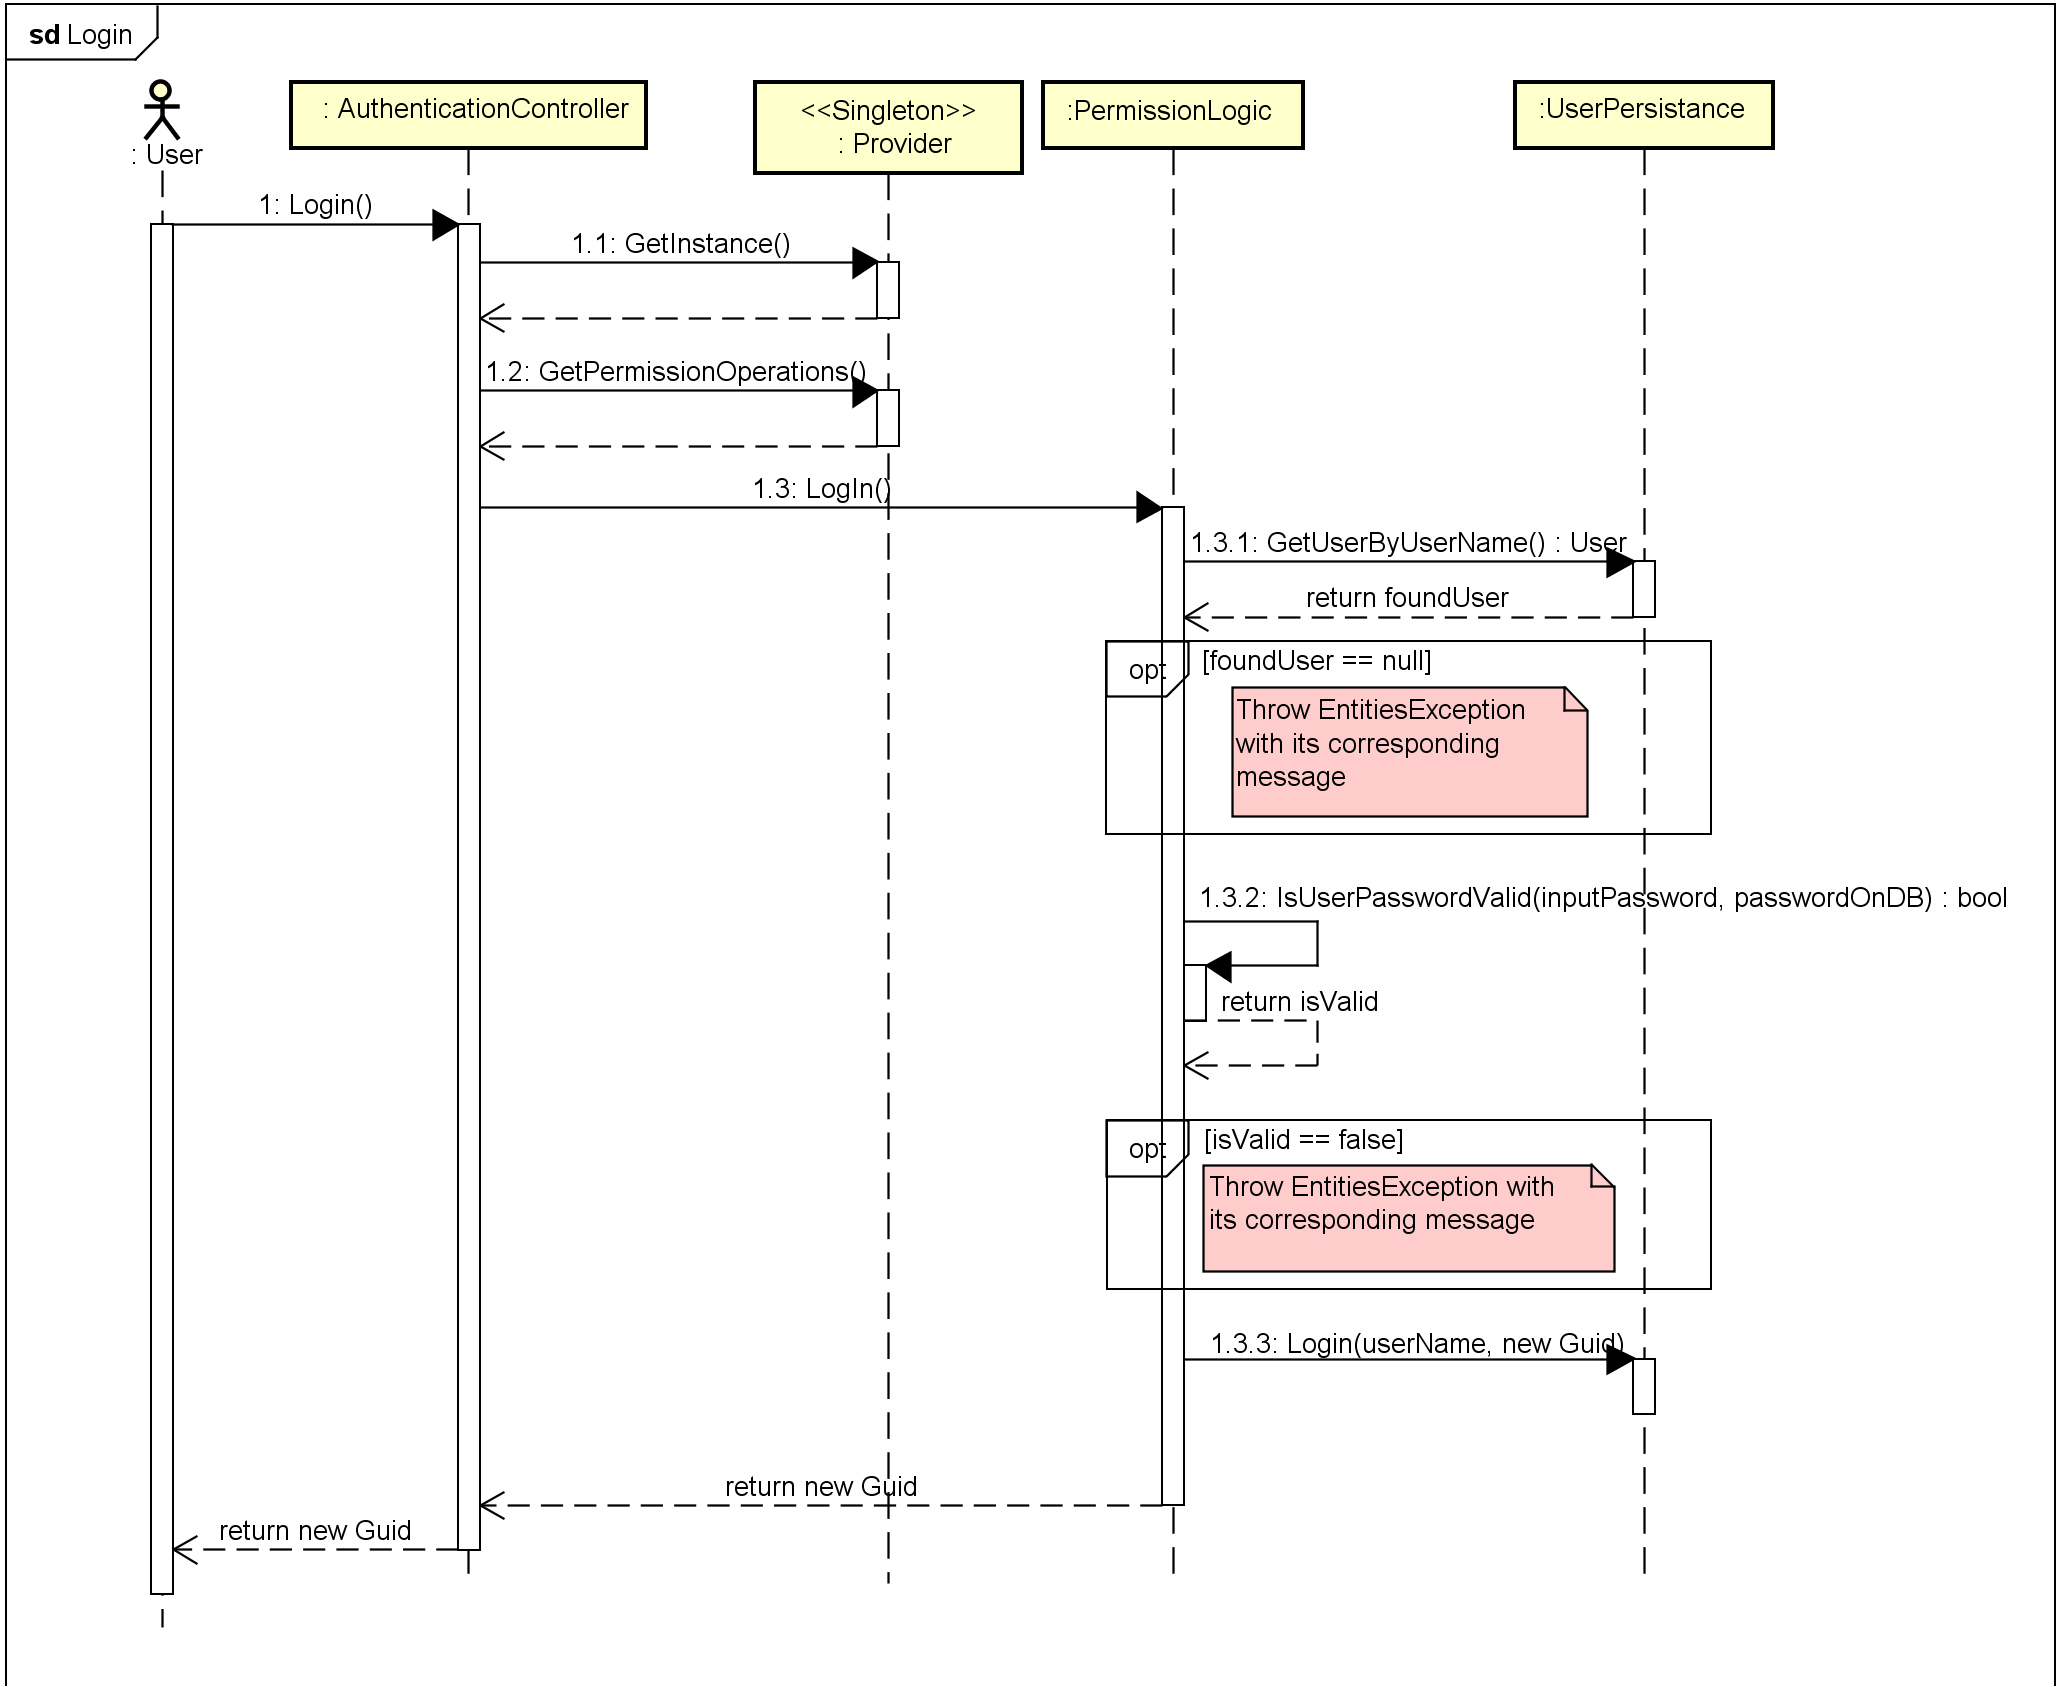 sd Login
: User
: AuthenticationController
<<Singleton>>
: Provider
:PermissionLogic
:UserPersistance
1: Login()
1.1: GetInstance()
1.2: GetPermissionOperations()
1.3: LogIn()
1.3.1: GetUserByUserName() : User
return foundUser
opt [foundUser == null]
Throw EntitiesException
with its corresponding
message
1.3.2: IsUserPasswordValid(inputPassword, passwordOnDB) : bool
return isValid
opt [isValid == false]
Throw EntitiesException with
its corresponding message
1.3.3: Login(userName, new Guid)
return new Guid
return new Guid